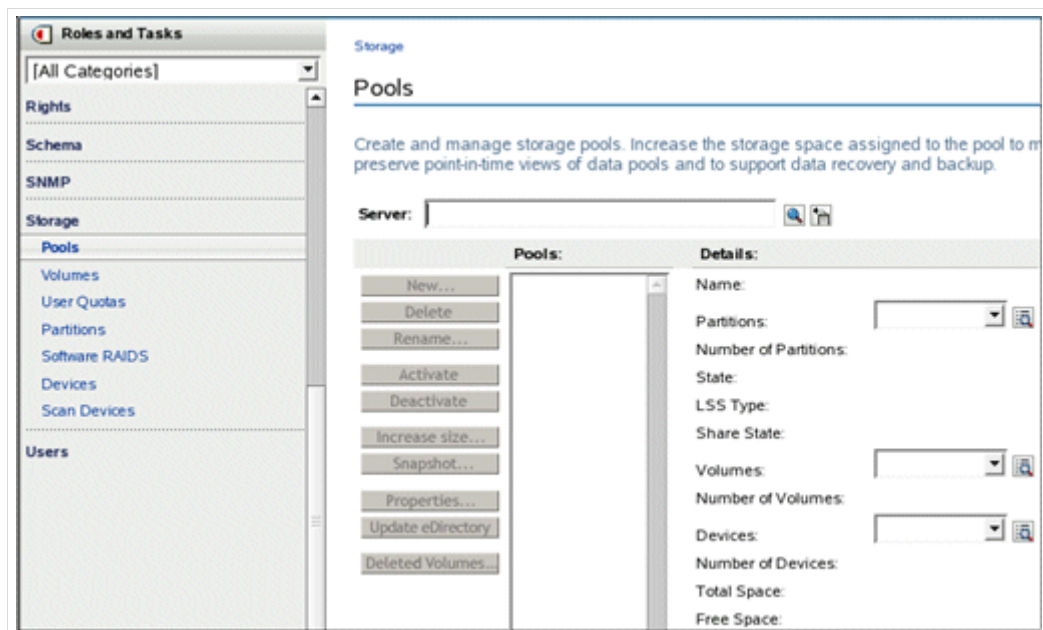 Roles and Tasks
[All Categories]
Rights
Schema
SNMP
Storage
Pools
Volumes
User Quotas
Partitions
Software RAIDS
Devices
Scan Devices
Users
Storage
Pools
Create and manage storage pools. Increase the storage space assigned to the pool to
preserve point-in-time views of data pools and to support data recovery and backup.
Server:
Pools:
Details:
New...
Delete
Rename...
Activate
Deactivate
Increase size...
Snapshot...
Properties...
Update eDirectory
Deleted Volumes...
Name:
Partitions:
Number of Partitions:
State:
LSS Type:
Share State:
Volumes:
Number of Volumes:
Devices:
Number of Devices:
Total Space:
Free Space: